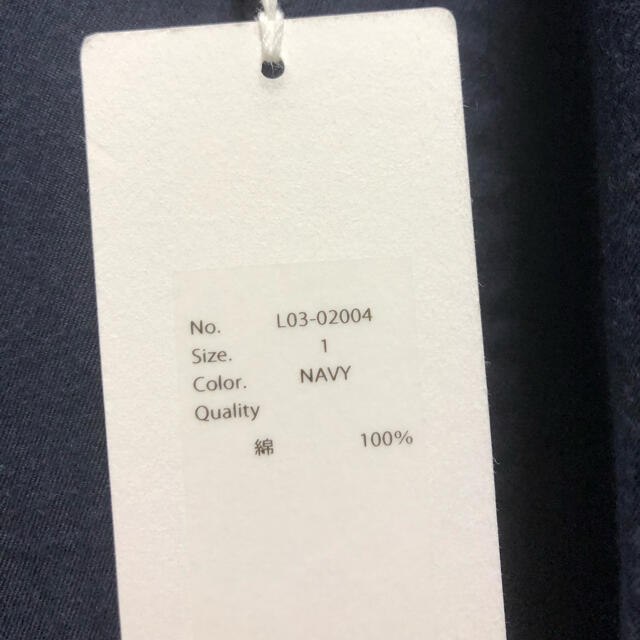 No. L03-02004
Size. 1
Color. NAVY
Quality
綿 100%